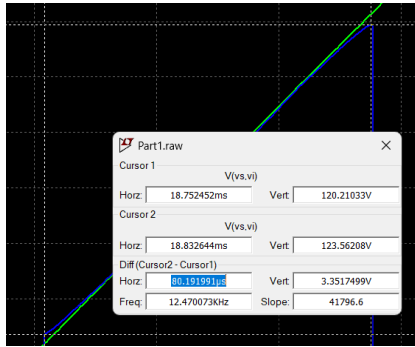 Part1.raw
Cursor 1
V(vs,vi)
Horz: 18.752452ms Vert: 120.21033V
Cursor 2
V(vs,vi)
Horz: 18.832644ms Vert: 123.56208V
Diff (Cursor2 - Cursor1)
Horz: 80.191991µs Vert: 3.3517499V
Freq: 12.470073KHz Slope: 41796.6